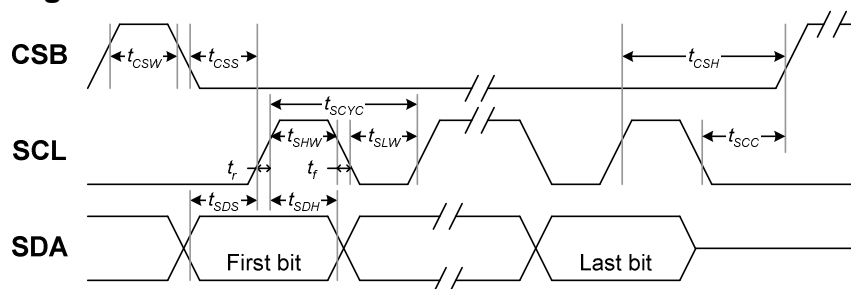 CSB
tCSW
tCSS
tCSH
tSCYC
SCL
tSHW
tSLW
tSCC
tr
tf
tSDS
tSDH
SDA
First bit
Last bit